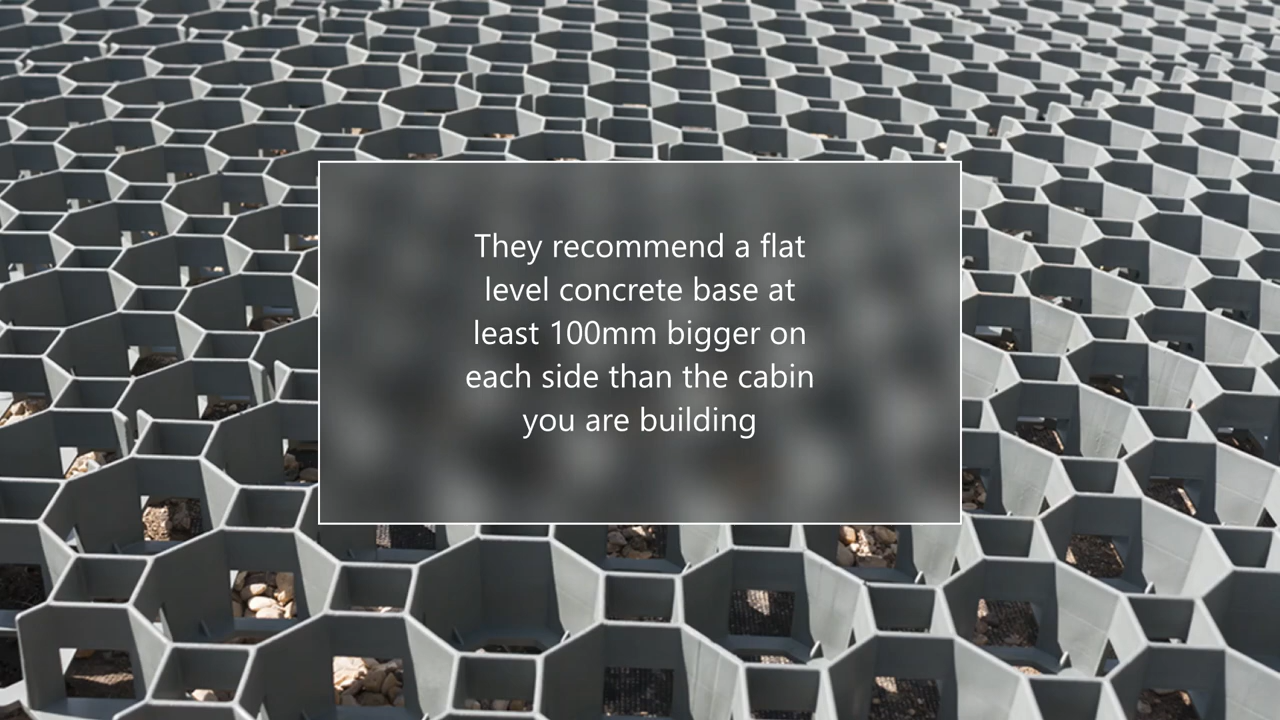 They recommend a flat
level concrete base at
least 100mm bigger on
each side than the cabin
you are building